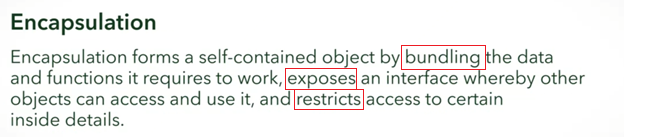 Encapsulation
Encapsulation forms a self-contained object by bundling the data
and functions it requires to work, exposes an interface whereby other
objects can access and use it, and restricts access to certain
inside details.